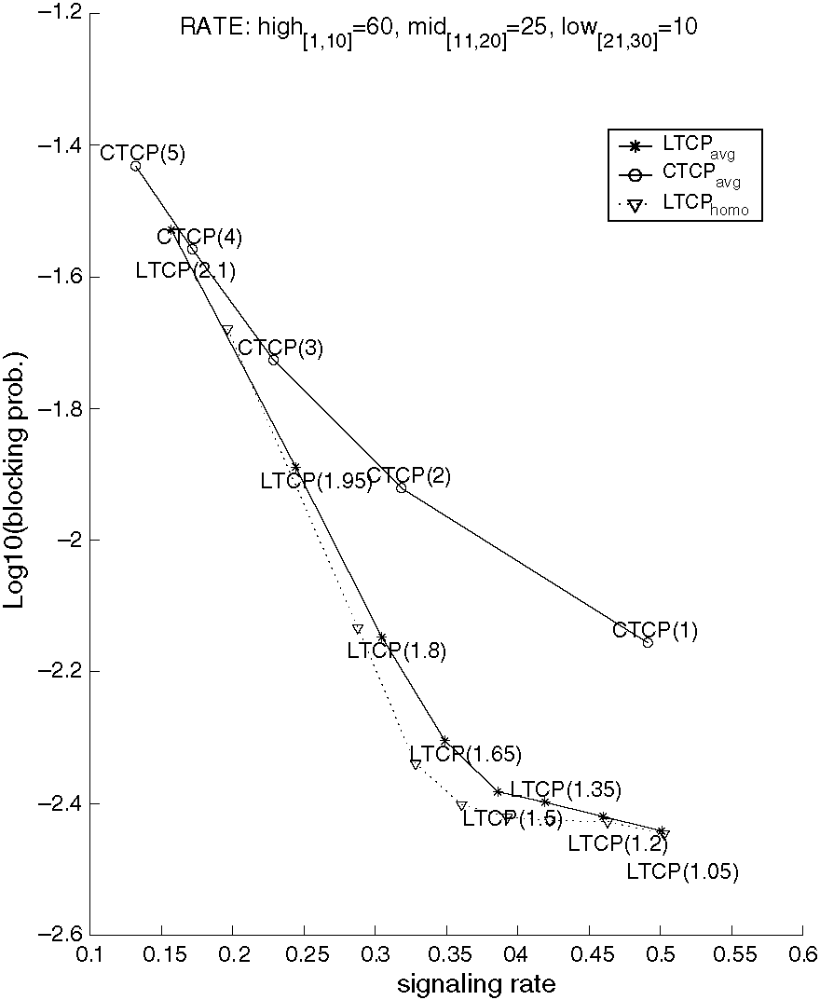 RATE: high[1,10]=60, mid[11,20]=25, low[21,30]=10
−1.2
−1.4
−1.6
−1.8
−2
−2.2
−2.4
−2.6
Log10(blocking prob.)
LTCPavg
CTCPavg
LTCPhomo
CTCP(5)
CTCP(4)
LTCP(2.1)
CTCP(3)
CTCP(2)
LTCP(1.95)
CTCP(1)
LTCP(1.8)
LTCP(1.65)
LTCP(1.35)
LTCP(1.5)
LTCP(1.2)
LTCP(1.05)
0.1 0.15 0.2 0.25 0.3 0.35 0.4 0.45 0.5 0.55 0.6
signaling rate